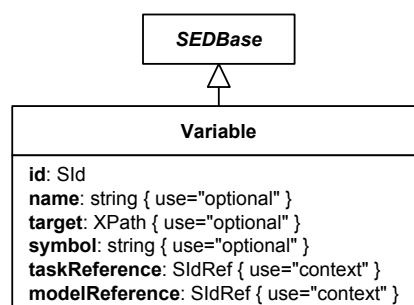 SEDBase
Variable
id: SId
name: string { use="optional" }
target: XPath { use="optional" }
symbol: string { use="optional" }
taskReference: SIdRef { use="context" }
modelReference: SIdRef { use="context" }